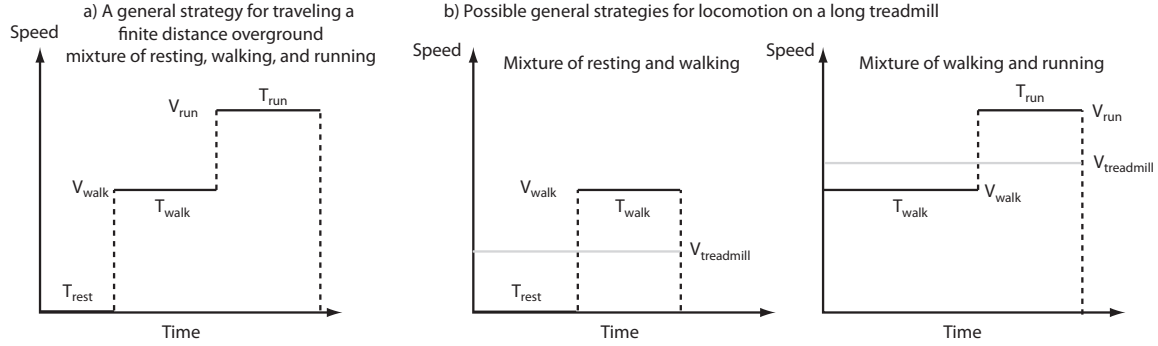 a) A general strategy for traveling a
finite distance overground
mixture of resting, walking, and running
Speed
V_run
T_run
V_walk
T_walk
T_rest
Time
b) Possible general strategies for locomotion on a long treadmill
Speed
Mixture of resting and walking
V_walk
T_walk
V_treadmill
T_rest
Time
Speed
Mixture of walking and running
T_run
V_run
V_treadmill
T_walk
V_walk
Time